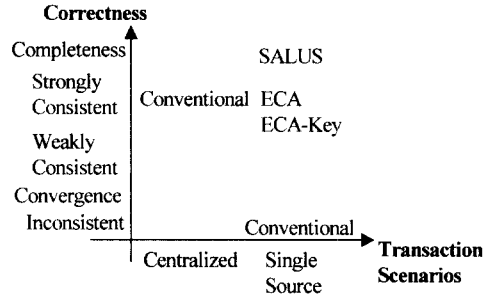 Correctness
Completeness
SALUS
Strongly
Consistent
Conventional ECA
ECA-Key
Weakly
Consistent
Convergence
Inconsistent
Conventional
Centralized Single
Source
Transaction
Scenarios